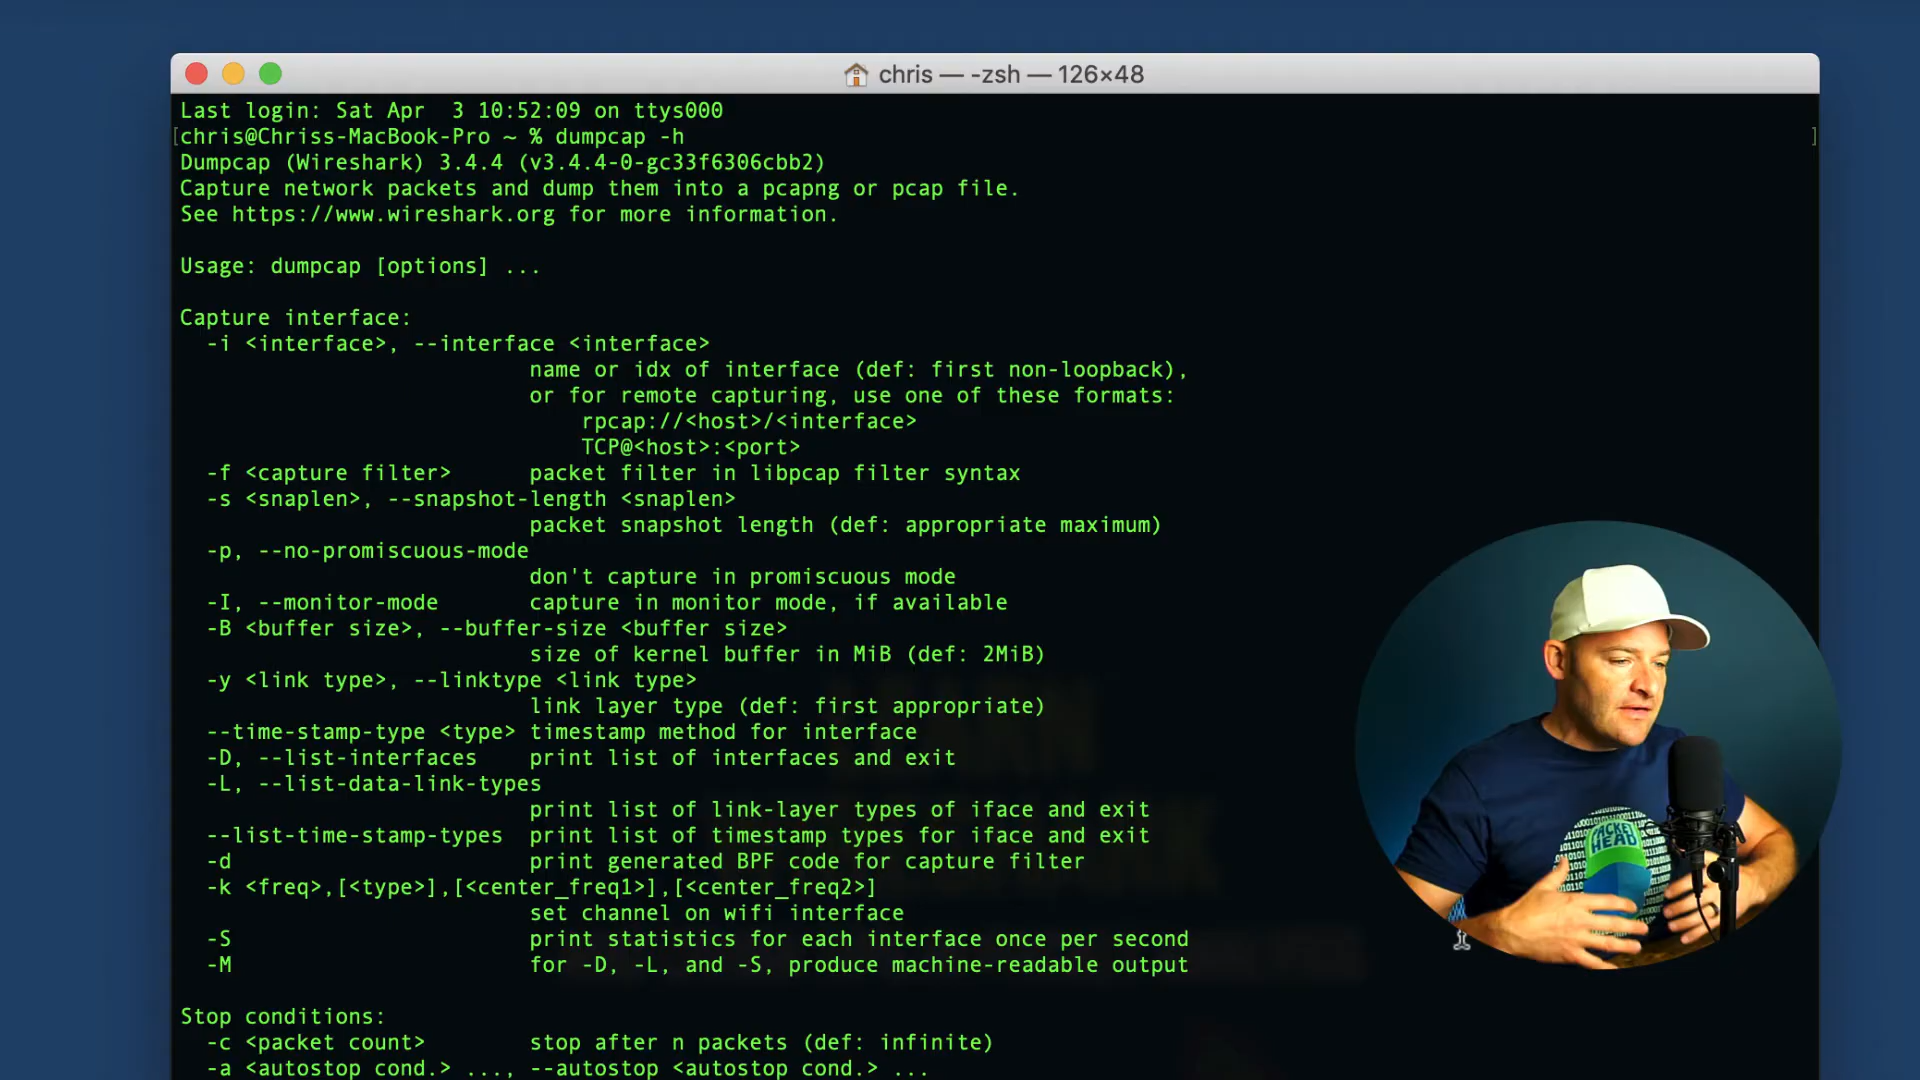 chris — -zsh — 126×48
Last login: Sat Apr  3 10:52:09 on ttys000
[chris@Chriss-MacBook-Pro ~ % dumpcap -h ]
Dumpcap (Wireshark) 3.4.4 (v3.4.4-0-gc33f6306cbb2)
Capture network packets and dump them into a pcapng or pcap file.
See https://www.wireshark.org for more information.
Usage: dumpcap [options] ...
Capture interface:
-i <interface>, --interface <interface>
name or idx of interface (def: first non-loopback),
or for remote capturing, use one of these formats:
rpcap://<host>/<interface>
TCP@<host>:<port>
-f <capture filter> packet filter in libpcap filter syntax
-s <snaplen>, --snapshot-length <snaplen>
packet snapshot length (def: appropriate maximum)
-p, --no-promiscuous-mode
don't capture in promiscuous mode
-I, --monitor-mode capture in monitor mode, if available
-B <buffer size>, --buffer-size <buffer size>
size of kernel buffer in MiB (def: 2MiB)
-y <link type>, --linktype <link type>
link layer type (def: first appropriate)
--time-stamp-type <type> timestamp method for interface
-D, --list-interfaces print list of interfaces and exit
-L, --list-data-link-types
print list of link-layer types of iface and exit
--list-time-stamp-types print list of timestamp types for iface and exit
-d print generated BPF code for capture filter
-k <freq>,[<type>],[<center_freq1>],[<center_freq2>]
set channel on wifi interface
-S print statistics for each interface once per second
-M for -D, -L, and -S, produce machine-readable output
Stop conditions:
-c <packet count> stop after n packets (def: infinite)
-a <autostop cond.> ..., --autostop <autostop cond.> ...
PACKET
HEAD